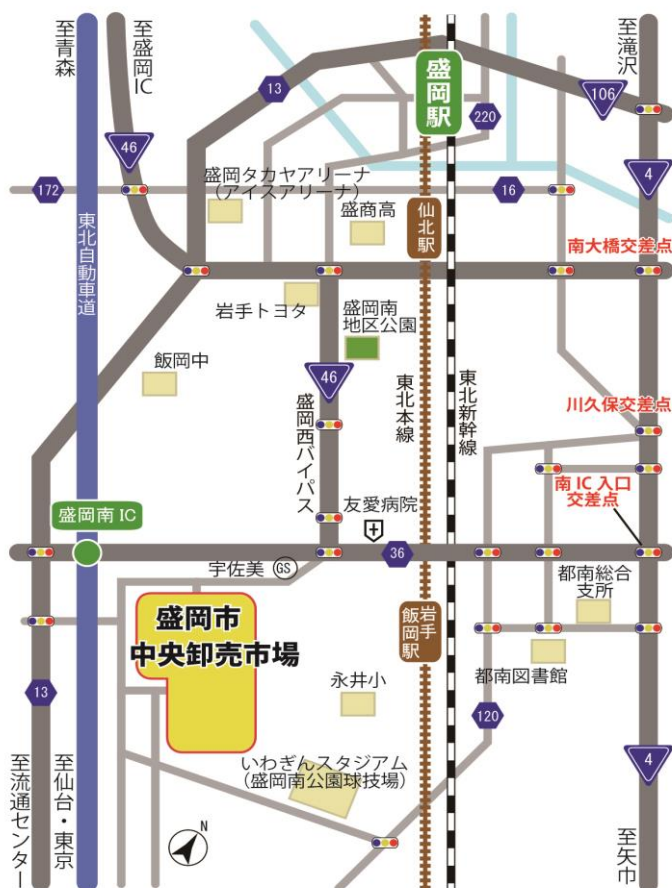 至青森
至盛岡IC
至滝沢
13
盛岡駅
106
220
46
4
172
盛岡タカヤアリーナ
（アイスアリーナ）
16
盛商高
仙北駅
東北自動車道
南大橋交差点
岩手トヨタ
盛岡南
地区公園
飯岡中
46
東北本線
東北新幹線
川久保交差点
盛岡西バイパス
南IC入口
交差点
盛岡南IC
友愛病院
36
宇佐美
GS
都南総合
支所
盛岡市
中央卸売市場
岩手
飯岡駅
都南図書館
永井小
13
120
いわぎんスタジアム
（盛岡南公園球技場）
4
至流通センター
至仙台・東京
N
至矢巾